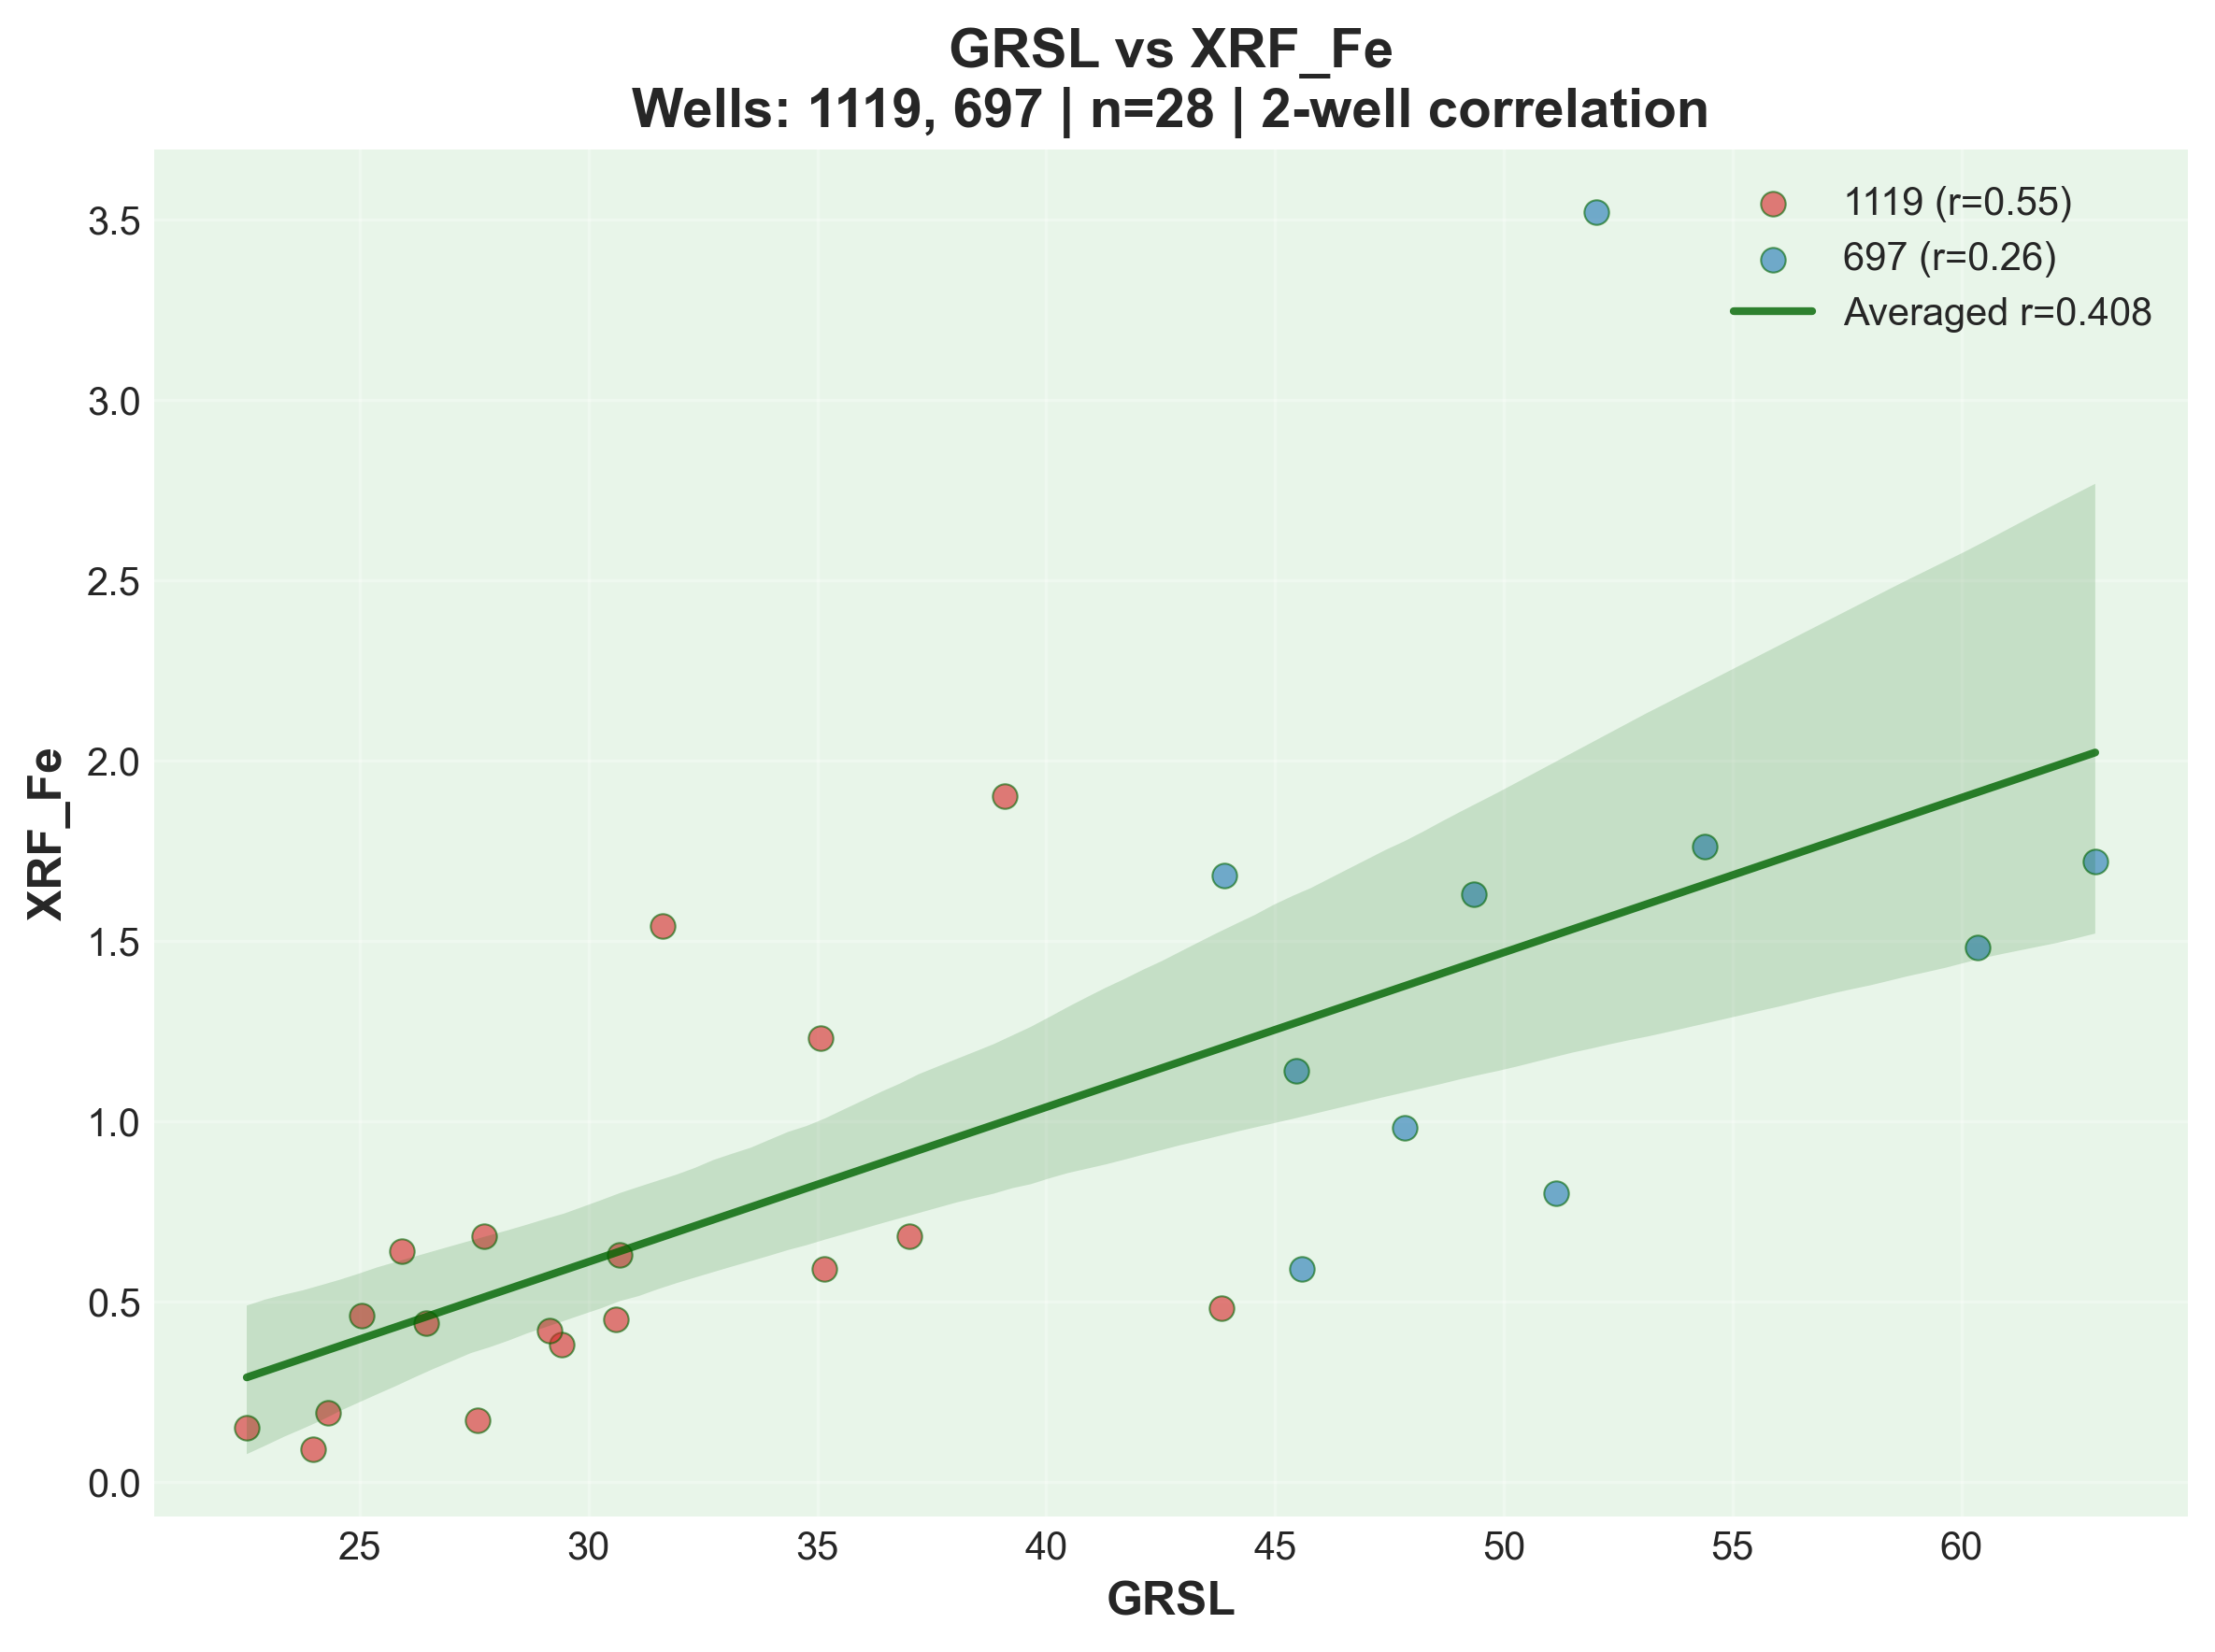 GRSL vs XRF_Fe
Wells: 1119, 697 | n=28 | 2-well correlation
1119 (r=0.55)
697 (r=0.26)
Averaged r=0.408
XRF_Fe
3.5
3.0
2.5
2.0
1.5
1.0
0.5
0.0
25 30 35 40 45 50 55 60
GRSL